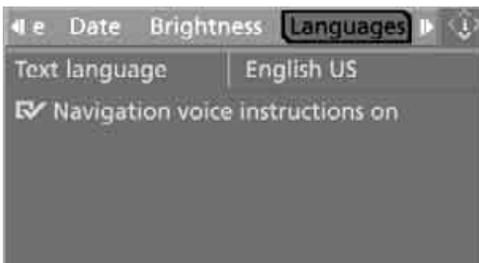 e Date Brightness Languages
Text language English US
Navigation voice instructions on